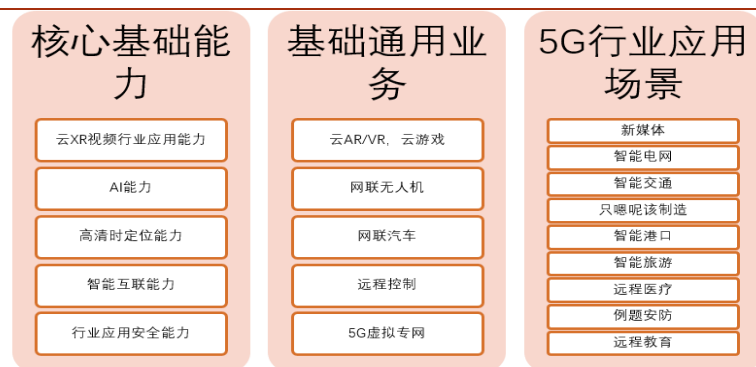 核心基础能
力
云XR视频行业应用能力
AI能力
高清时定位能力
智能互联能力
行业应用安全能力
基础通用业
务
云AR/VR，云游戏
网联无人机
网联汽车
远程控制
5G虚拟专网
5G行业应用
场景
新媒体
智能电网
智能交通
只嗯呢该制造
智能港口
智能旅游
远程医疗
例题安防
远程教育